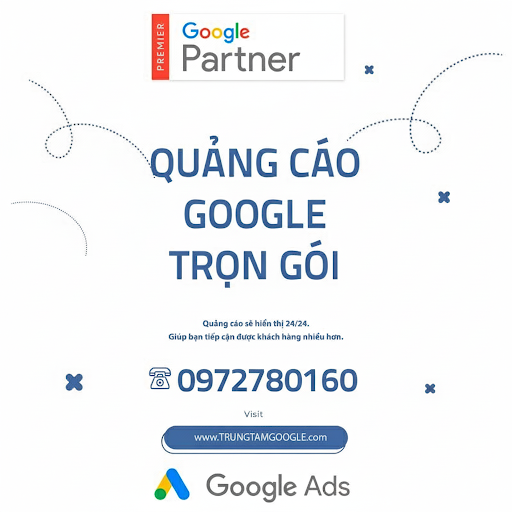 PREMIER
Google
Partner
QUẢNG CÁO
GOOGLE
TRỌN GÓI
Quảng cáo sẽ hiển thị 24/24.
Giúp bạn tiếp cận được khách hàng nhiều hơn.
0972780160
Visit
www.TRUNGTAMGOOGLE.com
Google Ads